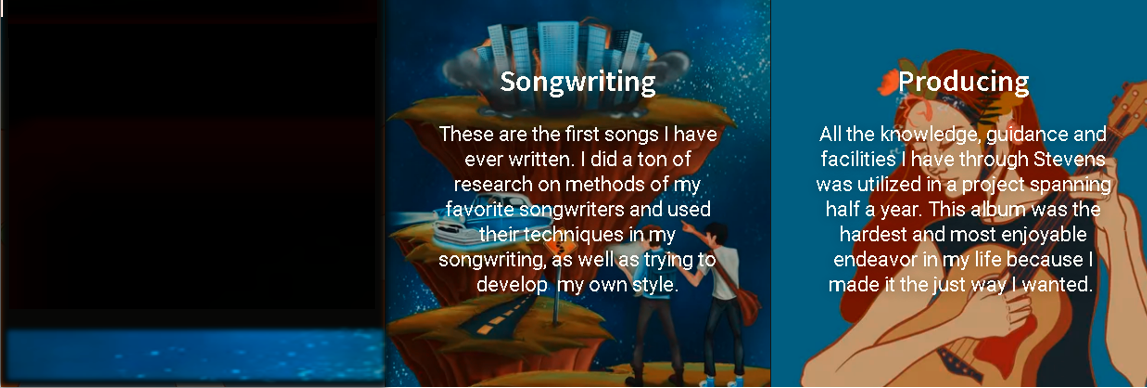 Songwriting
These are the first songs I have
ever written. I did a ton of
research on methods of my
favorite songwriters and used
their techniques in my
songwriting, as well as trying to
develop my own style.
Producing
All the knowledge, guidance and
facilities I have through Stevens
was utilized in a project spanning
half a year. This album was the
hardest and most enjoyable
endeavor in my life because I
made it the just way I wanted.